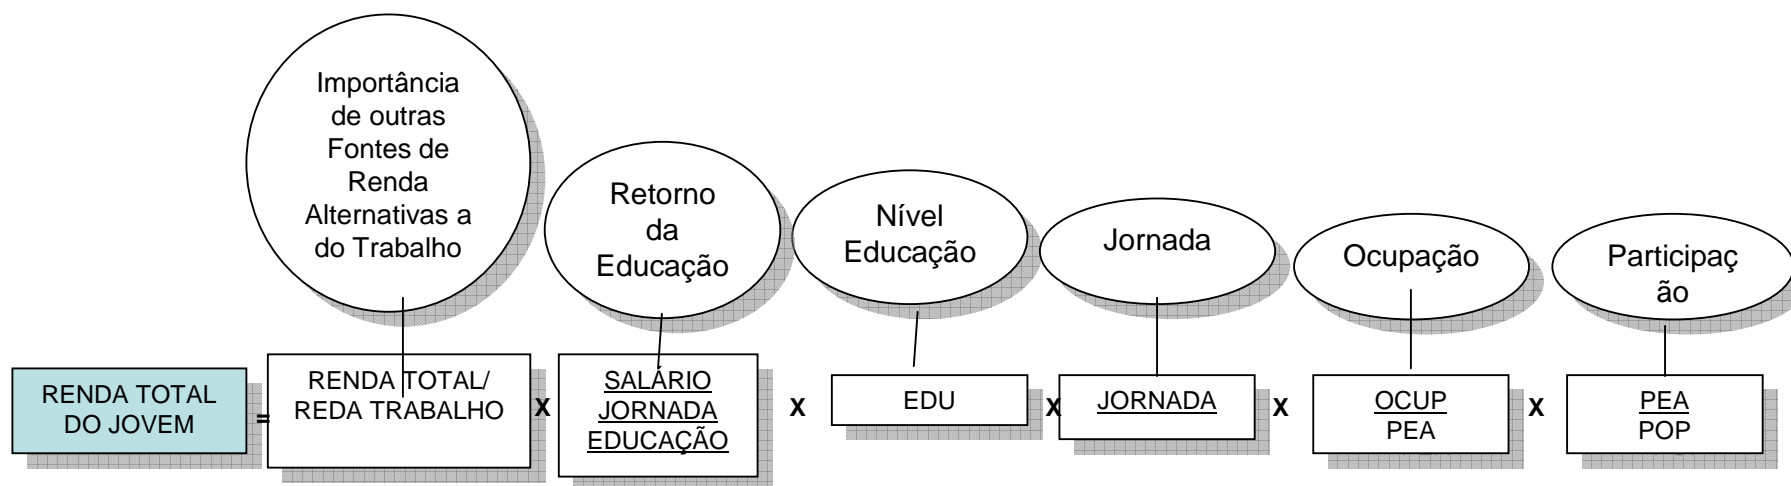 Importância
de outras
Fontes de
Renda
Alternativas a
do Trabalho
Retorno
da
Educação
Nível
Educação
Jornada
Ocupação
Participaç
ão
RENDA TOTAL
DO JOVEM
=
RENDA TOTAL/
REDA TRABALHO
X
SALÁRIO
JORNADA
EDUCAÇÃO
X
EDU
X
JORNADA
X
OCUP
PEA
X
PEA
POP